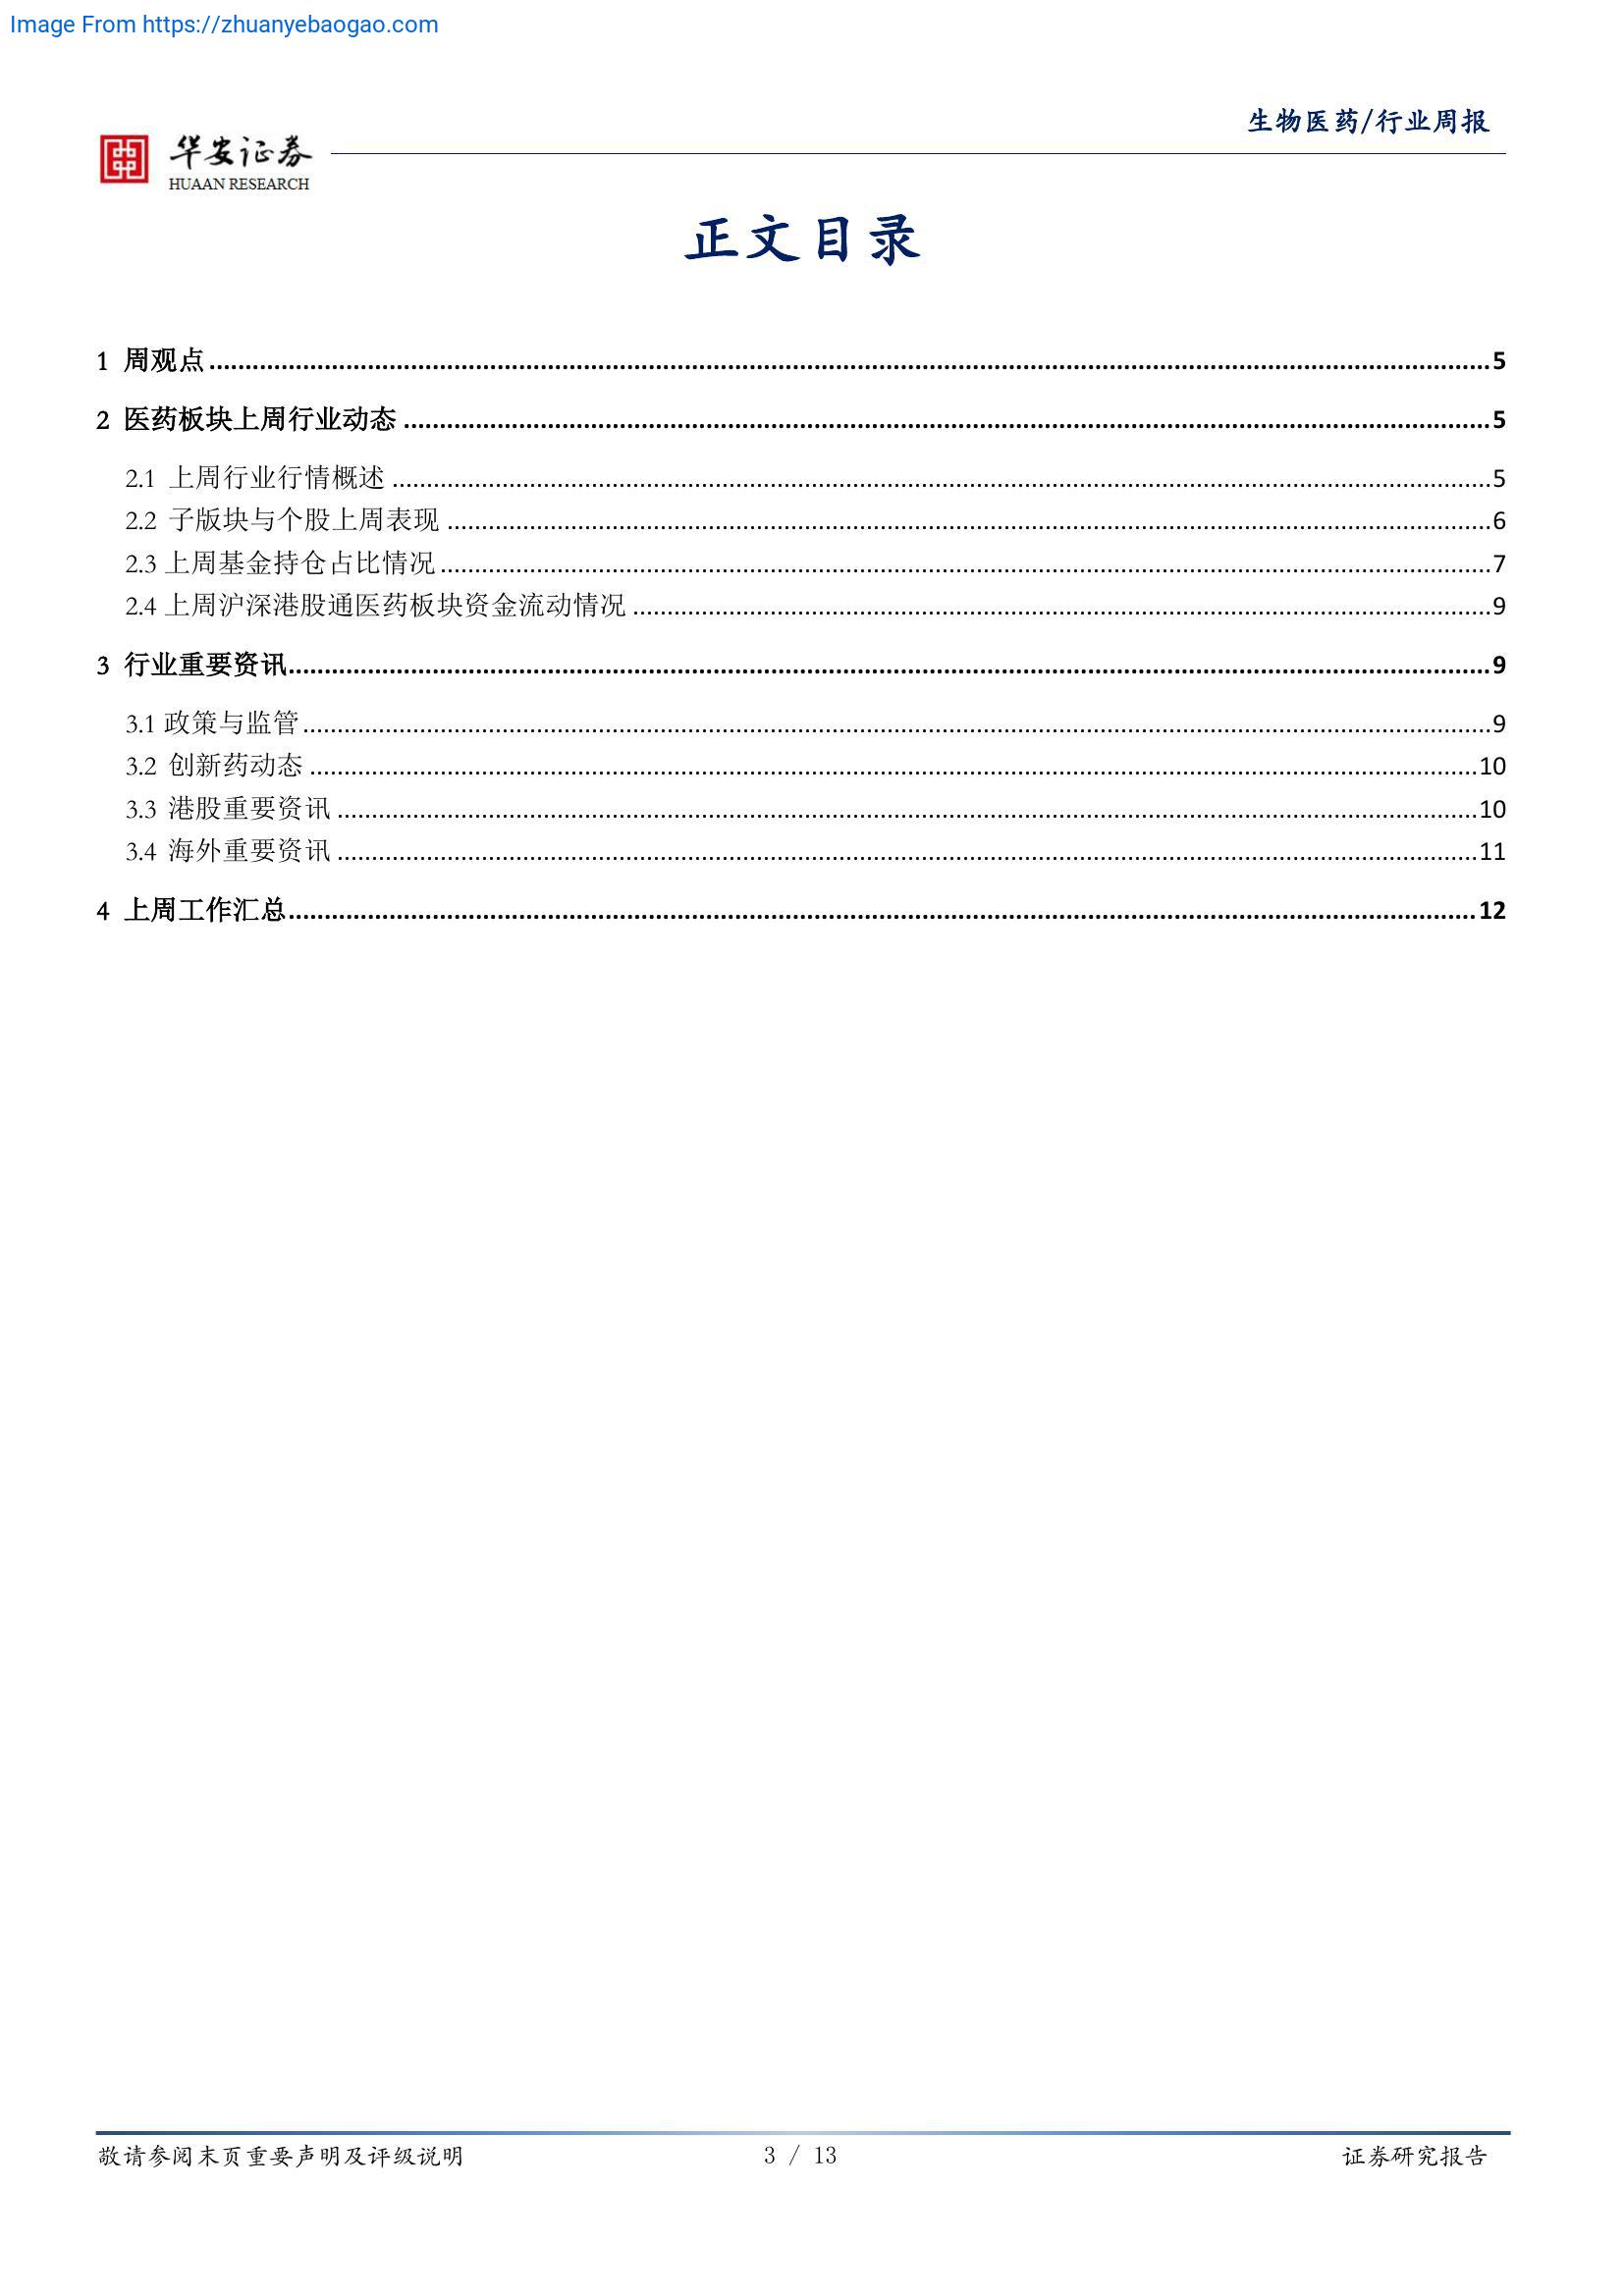 Image From https://zhuanyebaogao.com
生物医药/行业周报
华安证券
HUAAN RESEARCH
正文目录
1 周观点.....5
2 医药板块上周行业动态.....5
2.1 上周行业行情概述.....5
2.2 子版块与个股上周表现.....6
2.3 上周基金持仓占比情况.....7
2.4 上周沪深港股通医药板块资金流动情况.....9
3 行业重要资讯.....9
3.1 政策与监管.....9
3.2 创新药动态.....10
3.3 港股重要资讯.....10
3.4 海外重要资讯.....11
4 上周工作汇总.....12
敬请参阅末页重要声明及评级说明 3 / 13 证券研究报告